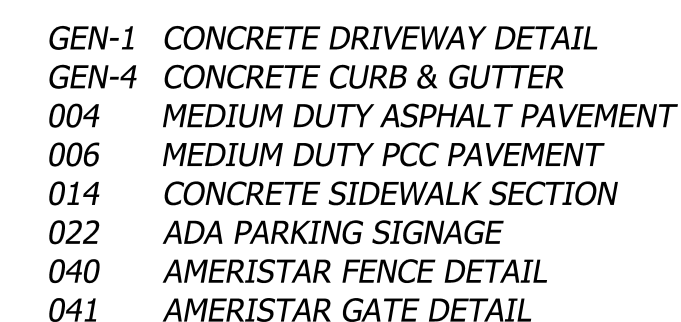 GEN-1 CONCRETE DRIVEWAY DETAIL
GEN-4 CONCRETE CURB & GUTTER
004 MEDIUM DUTY ASPHALT PAVEMENT
006 MEDIUM DUTY PCC PAVEMENT
014 CONCRETE SIDEWALK SECTION
022 ADA PARKING SIGNAGE
040 AMERISTAR FENCE DETAIL
041 AMERISTAR GATE DETAIL